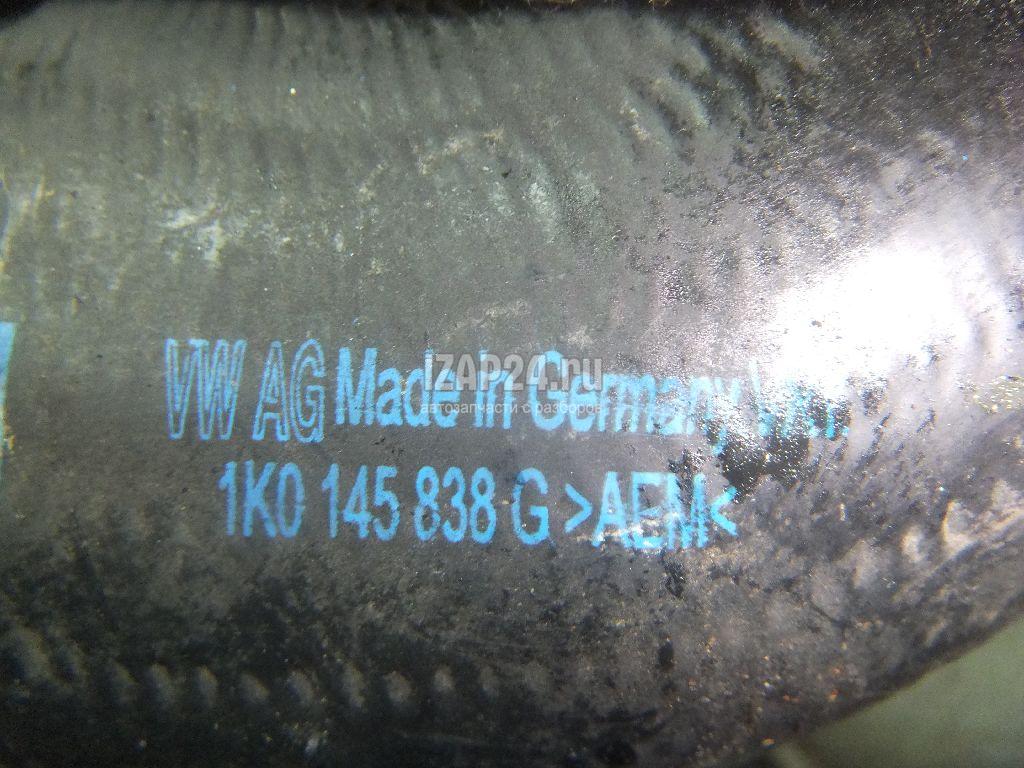 VW AG Made In Germany
IZAP24.ru
автозапчасти с разборов
1K0 145 838 G >AEM<